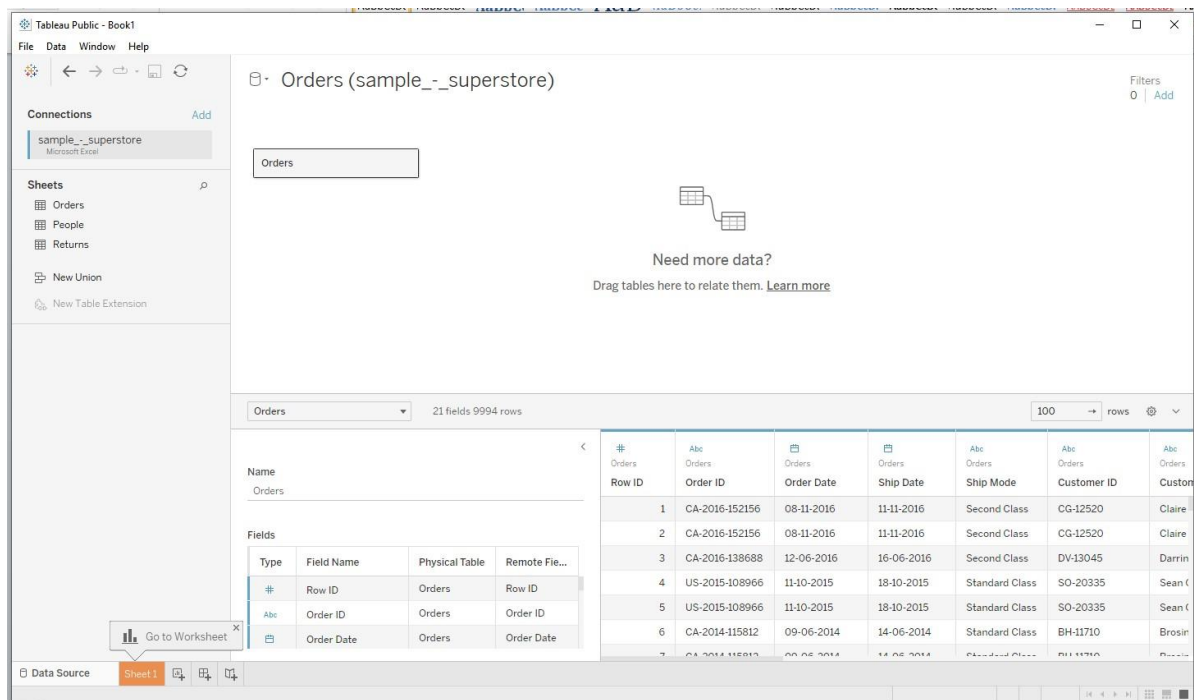 Tableau Public - Book1
File Data Window Help
Connections Add
sample_-_superstore
Microsoft Excel
Sheets
Orders
People
Returns
New Union
New Table Extension
Orders (sample_-_superstore)
Filters
0 Add
Orders
Need more data?
Drag tables here to relate them. Learn more
Orders 21 fields 9994 rows 100 → rows
Name
Orders
Fields
Type Field Name Physical Table Remote Fie...
# Row ID Orders Row ID
Abc Order ID Orders Order ID
Order Date Orders Order Date
# Abc Abc Abc Abc
Orders Orders Orders Orders Orders Orders Orders
Row ID Order ID Order Date Ship Date Ship Mode Customer ID Custom
1 CA-2016-152156 08-11-2016 11-11-2016 Second Class CG-12520 Claire
2 CA-2016-152156 08-11-2016 11-11-2016 Second Class CG-12520 Claire
3 CA-2016-138688 12-06-2016 16-06-2016 Second Class DV-13045 Darrin
4 US-2015-108966 11-10-2015 18-10-2015 Standard Class SO-20335 Sean
5 US-2015-108966 11-10-2015 18-10-2015 Standard Class SO-20335 Sean
6 CA-2014-115812 09-06-2014 14-06-2014 Standard Class BH-11710 Brosin
Go to Worksheet
Data Source Sheet 1